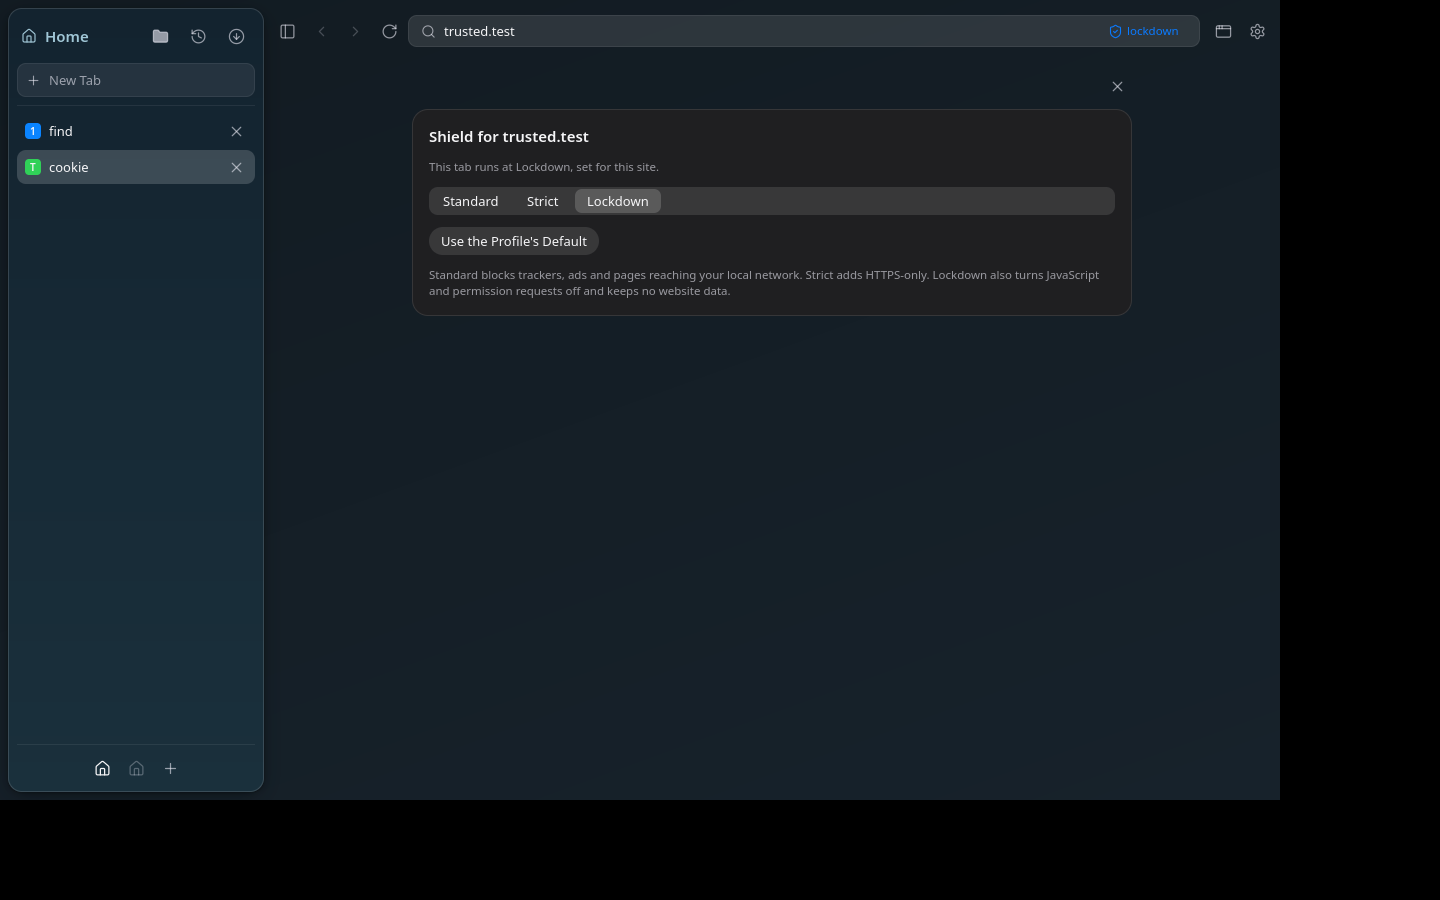 Home
trusted.test
lockdown
New Tab
1 find
T cookie
Shield for trusted.test
This tab runs at Lockdown, set for this site.
Standard Strict Lockdown
Use the Profile's Default
Standard blocks trackers, ads and pages reaching your local network. Strict adds HTTPS-only. Lockdown also turns JavaScript
and permission requests off and keeps no website data.